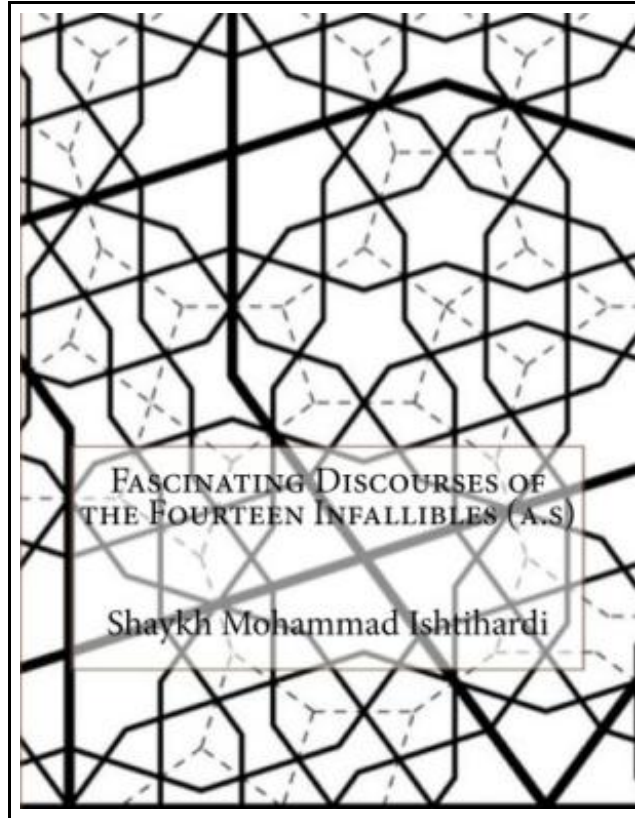 Fascinating Discourses of
the Fourteen Infallibles (a.s)
Shaykh Mohammad Ishtihardi